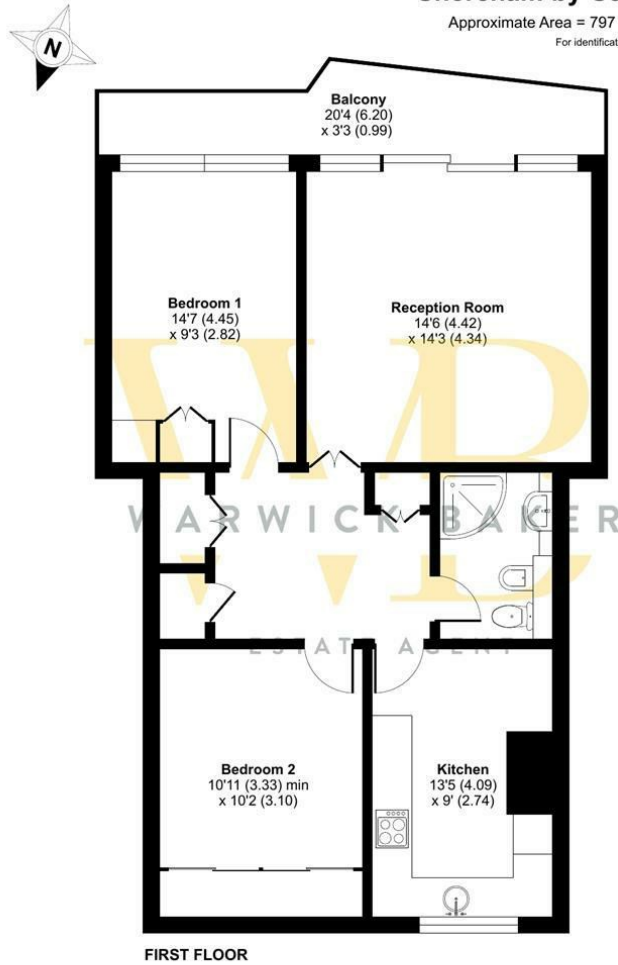 Approximate Area = 797
For identificat
N
Balcony
20'4 (6.20)
x 3'3 (0.99)
Bedroom 1
14'7 (4.45)
x 9'3 (2.82)
Reception Room
14'6 (4.42)
x 14'3 (4.34)
WB
WARWICK BAKER
ESTATE AGENT
Bedroom 2
10'11 (3.33) min
x 10'2 (3.10)
Kitchen
13'5 (4.09)
x 9' (2.74)
FIRST FLOOR